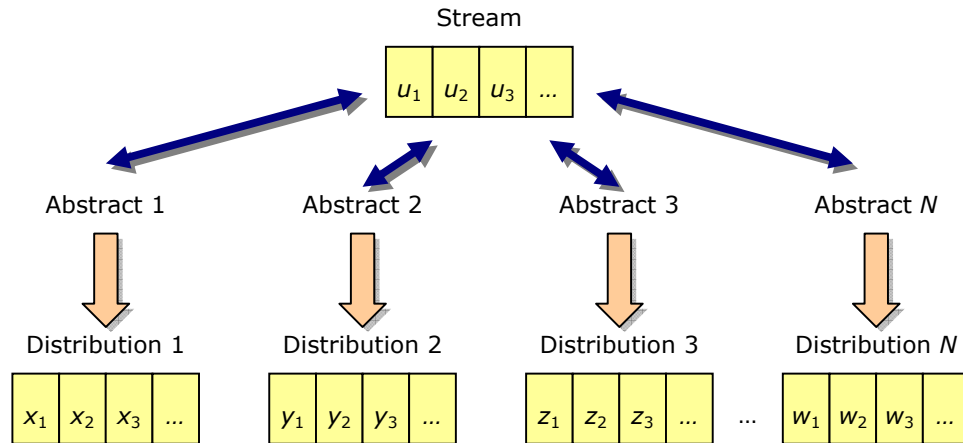 Stream
u₁ u₂ u₃ ...
Abstract 1 Abstract 2 Abstract 3 Abstract N
Distribution 1 Distribution 2 Distribution 3 Distribution N
x₁ x₂ x₃ ... y₁ y₂ y₃ ... z₁ z₂ z₃ ... ... w₁ w₂ w₃ ...